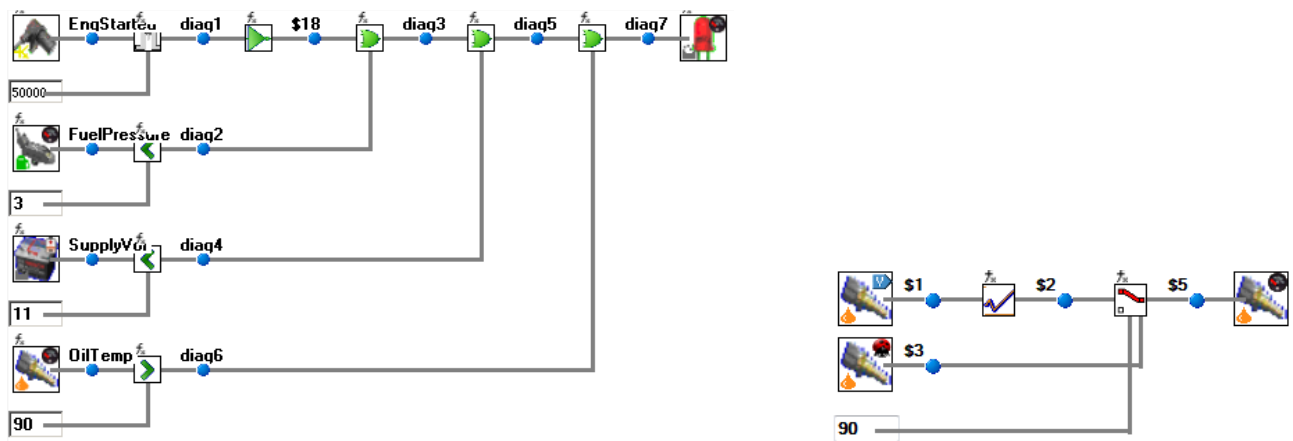 EngStarted diag1 $18 diag3 diag5 diag7
50000
FuelPressure diag2
3
SupplyVol diag4
11
OilTemp diag6
90
$1 $2 $5
$3
90